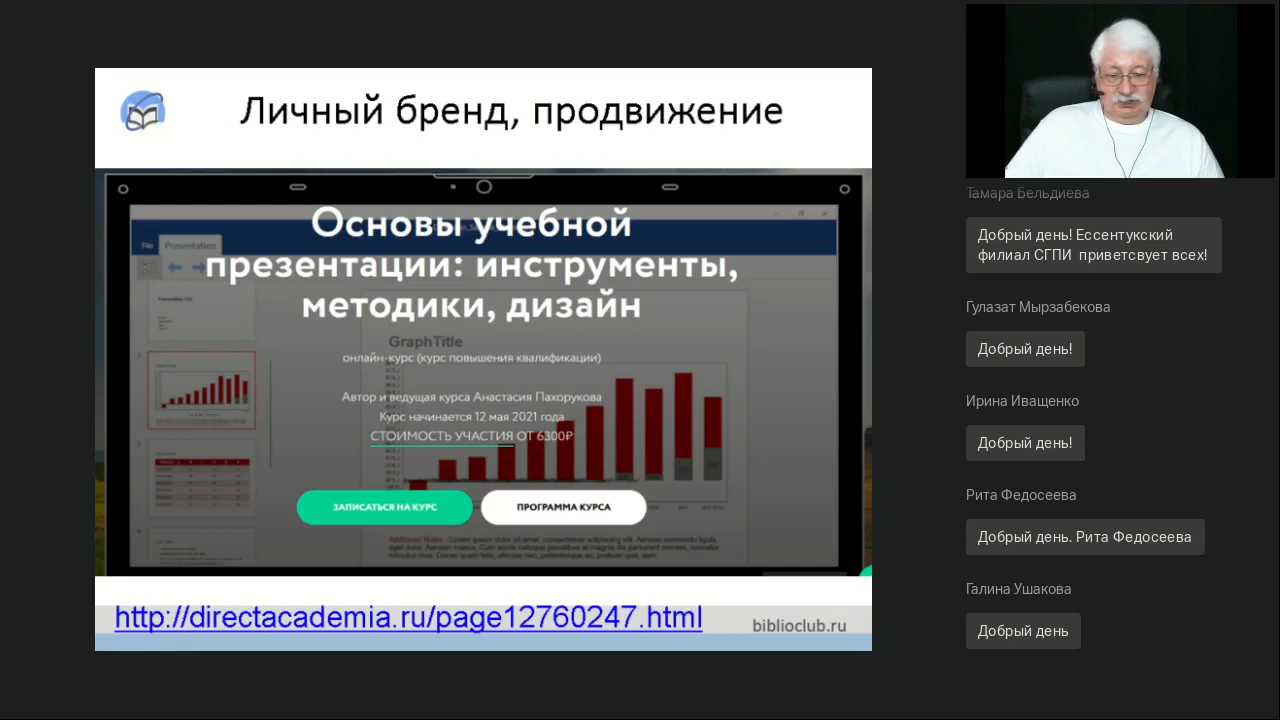 Личный бренд, продвижение
File
Presentation
Основы учебной
презентации: инструменты,
методики, дизайн
GraphTitle
онлайн-курс (курс повышения квалификации)
Автор и ведущая курса Анастасия Пахорукова
Курс начинается 12 мая 2021 года
СТОИМОСТЬ УЧАСТИЯ ОТ 6300₽
ЗАПИСАТЬСЯ НА КУРС
ПРОГРАММА КУРСА
http://directacademia.ru/page12760247.html
biblioclub.ru
Тамара Бельдиева
Добрый день! Ессентукский
филиал СГПИ приветсвует всех!
Гулазат Мырзабекова
Добрый день!
Ирина Иващенко
Добрый день!
Рита Федосеева
Добрый день. Рита Федосеева
Галина Ушакова
Добрый день